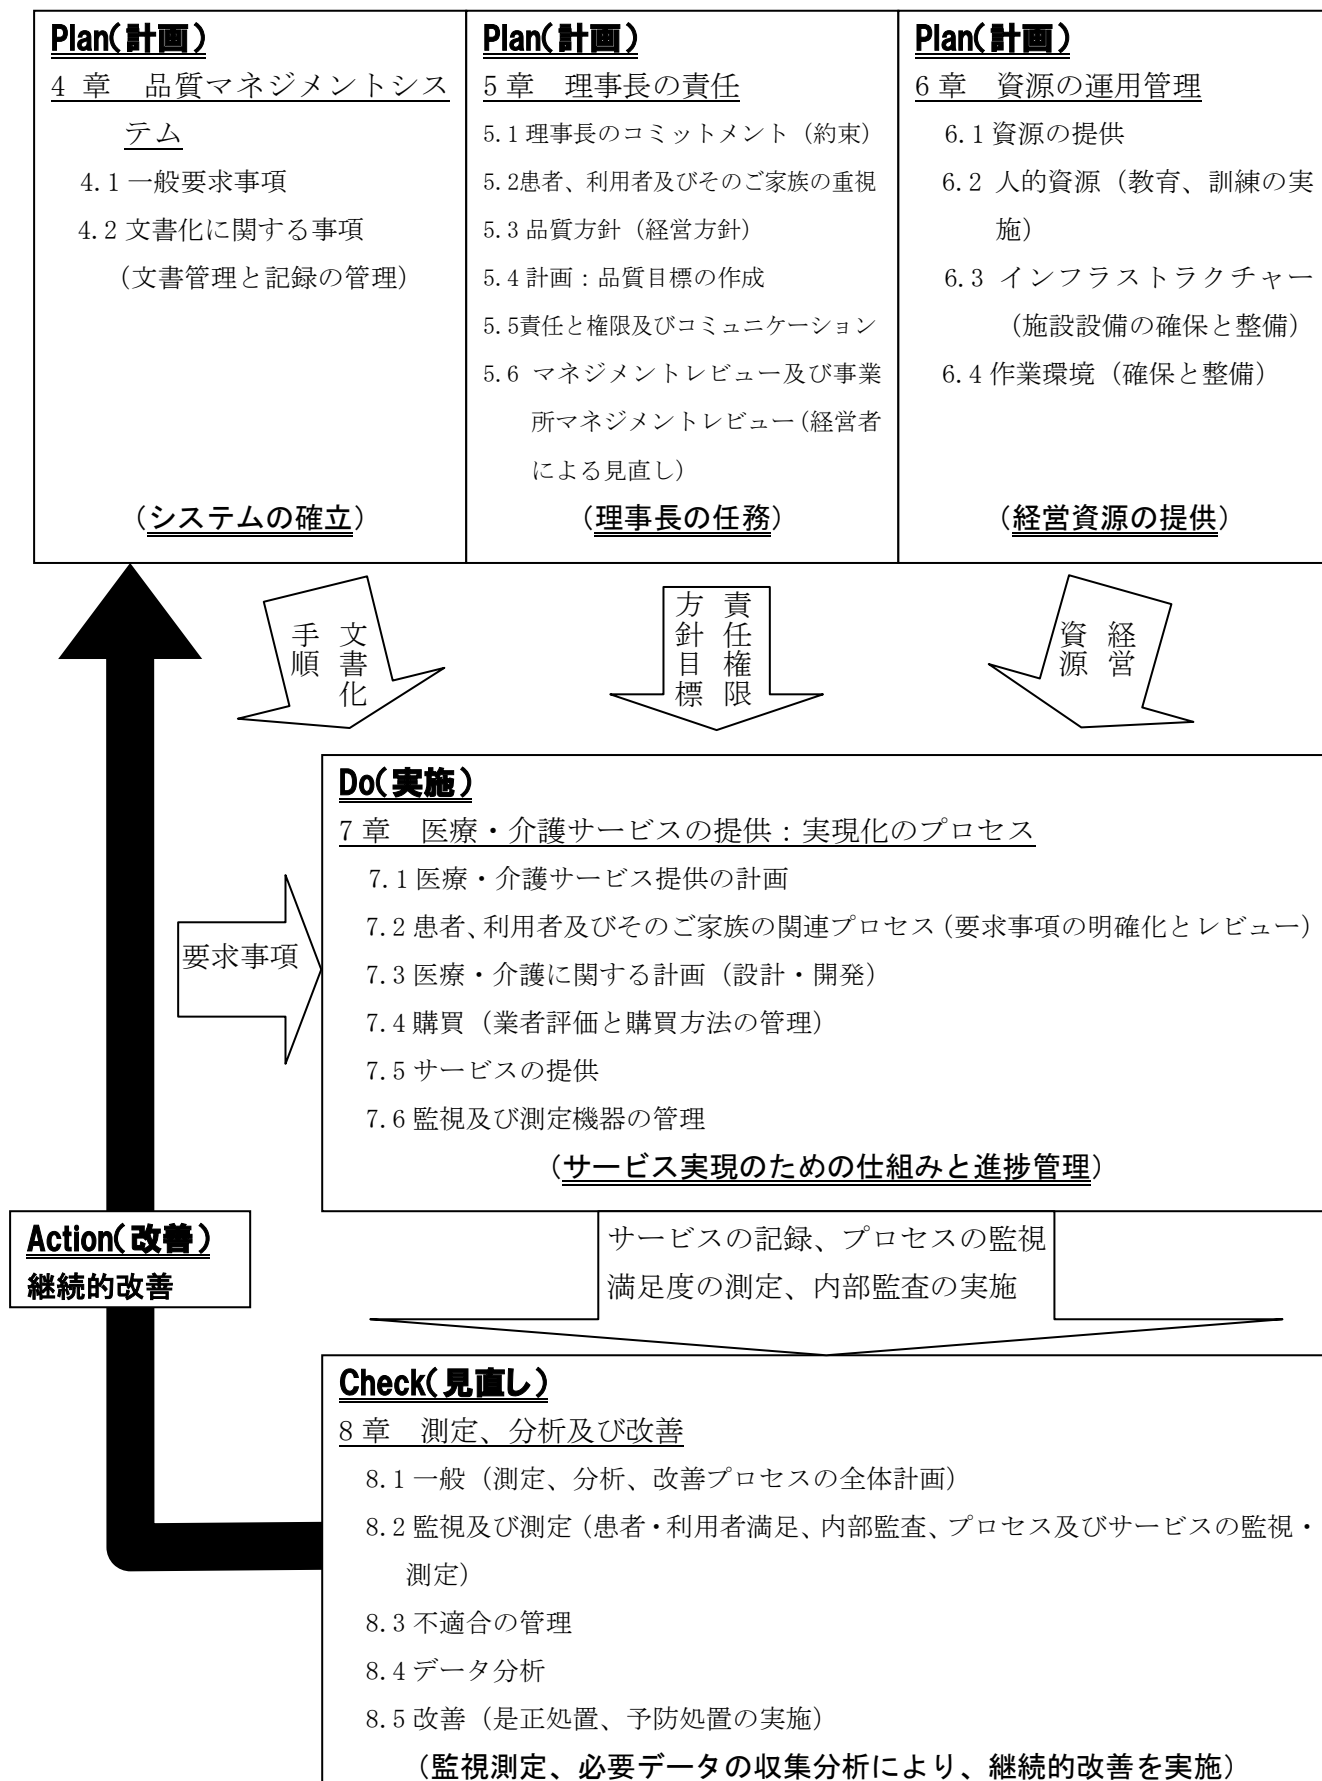 Plan(計画)
4 章　品質マネジメントシス
テム
4.1 一般要求事項
4.2 文書化に関する事項
（文書管理と記録の管理）
（システムの確立）
Plan(計画)
5 章　理事長の責任
5.1 理事長のコミットメント（約束）
5.2患者、利用者及びそのご家族の重視
5.3 品質方針（経営方針）
5.4 計画：品質目標の作成
5.5責任と権限及びコミュニケーション
5.6 マネジメントレビュー及び事業
所マネジメントレビュー（経営者
による見直し）
（理事長の任務）
Plan(計画)
6 章　資源の運用管理
6.1 資源の提供
6.2 人的資源（教育、訓練の実
施）
6.3 インフラストラクチャー
（施設設備の確保と整備）
6.4 作業環境（確保と整備）
（経営資源の提供）
文書化
手順
責任権限
方針目標
経営
資源
Do(実施)
7 章　医療・介護サービスの提供：実現化のプロセス
7.1 医療・介護サービス提供の計画
7.2 患者、利用者及びそのご家族の関連プロセス（要求事項の明確化とレビュー）
7.3 医療・介護に関する計画（設計・開発）
7.4 購買（業者評価と購買方法の管理）
7.5 サービスの提供
7.6 監視及び測定機器の管理
（サービス実現のための仕組みと進捗管理）
要求事項
Action(改善)
継続的改善
サービスの記録、プロセスの監視
満足度の測定、内部監査の実施
Check(見直し)
8 章　測定、分析及び改善
8.1 一般（測定、分析、改善プロセスの全体計画）
8.2 監視及び測定（患者・利用者満足、内部監査、プロセス及びサービスの監視・
測定）
8.3 不適合の管理
8.4 データ分析
8.5 改善（是正処置、予防処置の実施）
（監視測定、必要データの収集分析により、継続的改善を実施）